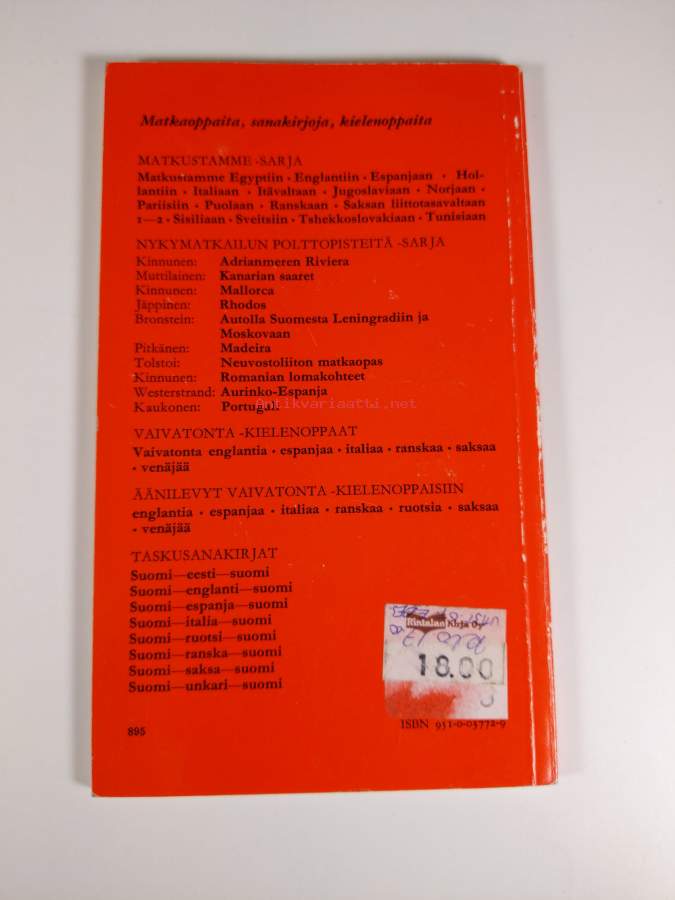 Matkaoppaita, sanakirjoja, kielenoppaita
MATKUSTAMME -SARJA
Matkustamme Egyptiin · Englantiin · Espanjaan · Hol-
lantiin · Italiaan · Itävaltaan · Jugoslaviaan · Norjaan ·
Pariisiin · Puolaan · Ranskaan · Saksan liittotasavaltaan
1—2 · Sisiliaan · Sveitsiin · Tshekkoslovakiaan · Tunisiaan
NYKYMATKAILUN POLTTOPISTEITÄ -SARJA
Kinnunen: Adrianmeren Riviera
Muttilainen: Kanarian saaret
Kinnunen: Mallorca
Jäppinen: Rhodos
Bronstein: Autolla Suomesta Leningradiin ja
Moskovaan
Pitkänen: Madeira
Tolstoi: Neuvostoliiton matkaopas
Kinnunen: Romanian lomakohteet
Westerstrand: Aurinko-Espanja
Kaukonen: Portugali
Antikvariaatti.net
VAIVATONTA -KIELENOPPAAT
Vaivatonta englantia · espanjaa · italiaa · ranskaa · saksaa
· venäjää
ÄÄNILEVYT VAIVATONTA -KIELENOPPAISIIN
englantia · espanjaa · italiaa · ranskaa · ruotsia · saksaa
· venäjää
TASKUSANAKIRJAT
Suomi—eesti—suomi
Suomi—englanti—suomi
Suomi—espanja—suomi
Suomi—italia—suomi
Suomi—ruotsi—suomi
Suomi—ranska—suomi
Suomi—saksa—suomi
Suomi—unkari—suomi
Rintalan Kirja Oy
18.00
895
ISBN 951-0-05772-9